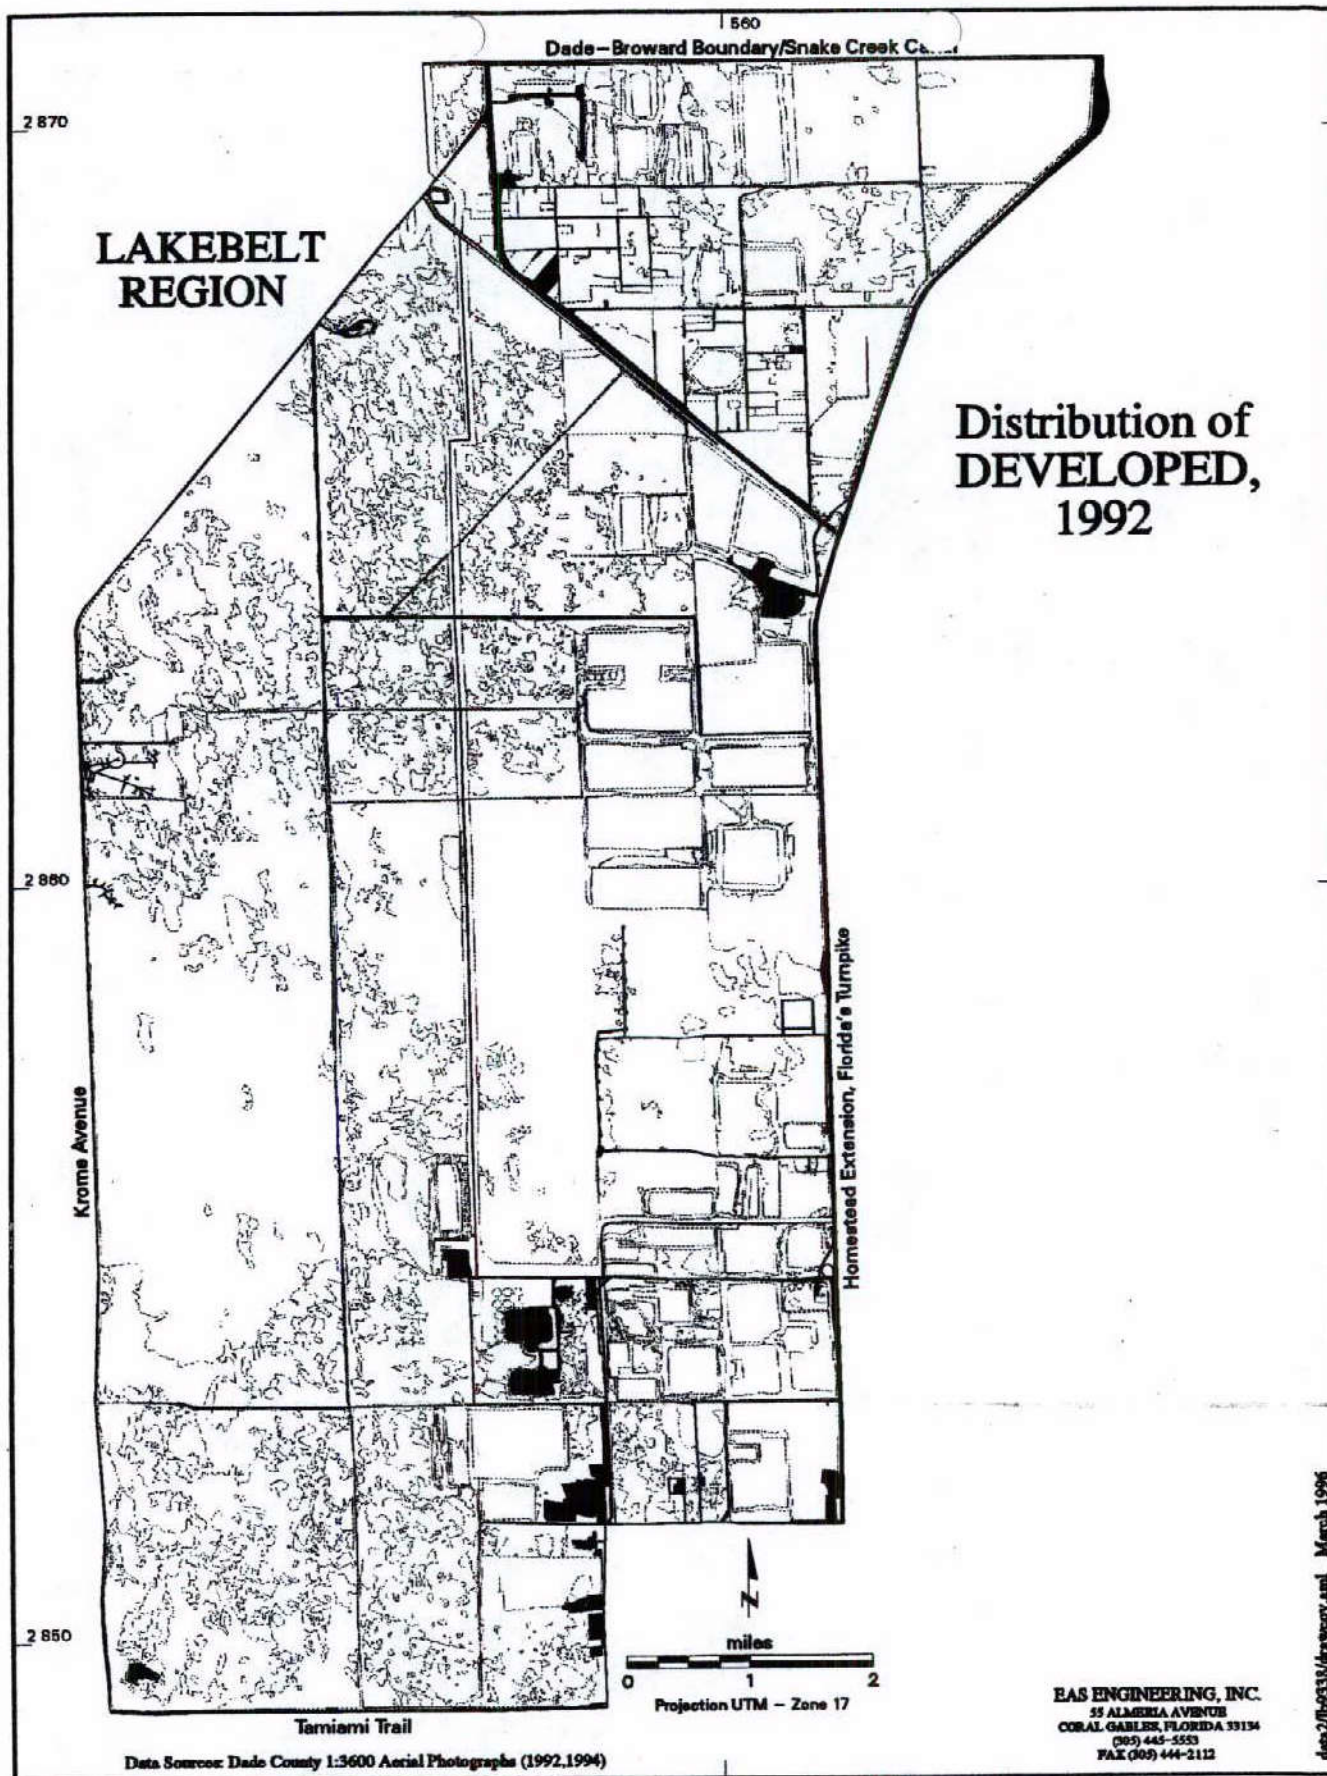 560
Dade-Broward Boundary/Snake Creek
2 870
LAKEBELT
REGION
Distribution of
DEVELOPED,
1992
2 860
Krome Avenue
Homestead Extension, Florida's Turnpike
2 850
N
miles
0 1 2
Projection UTM - Zone 17
Tamiami Trail
Data Sources: Dade County 1:3600 Aerial Photographs (1992,1994)
EAS ENGINEERING, INC.
55 ALMERIA AVENUE
CORAL GABLES, FLORIDA 33134
(305) 445-5553
FAX (305) 444-2112
March 1996